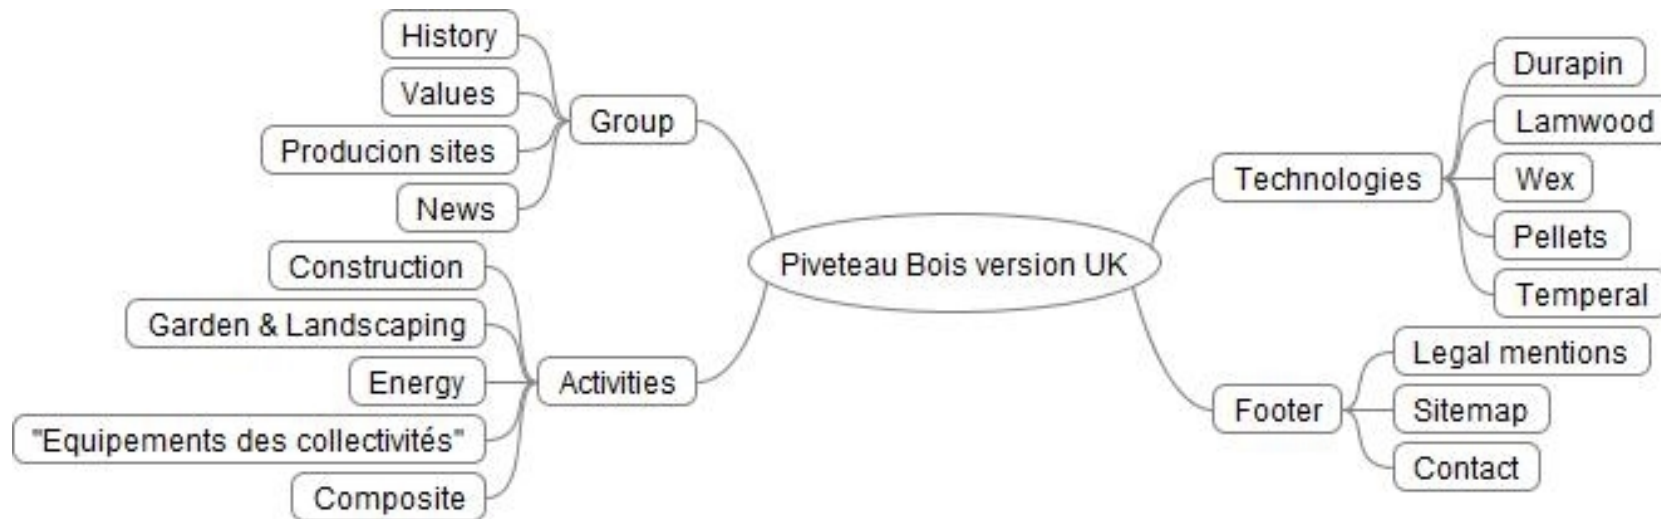 History
Values
Producion sites
News
Group
Construction
Garden & Landscaping
Energy
"Equipements des collectivités"
Composite
Activities
Piveteau Bois version UK
Technologies
Durapin
Lamwood
Wex
Pellets
Temperal
Footer
Legal mentions
Sitemap
Contact